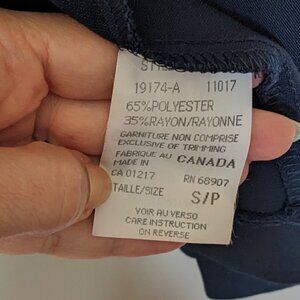 19174-A 11017
65%POLYESTER
35%RAYON/RAYONNE
GARNITURE NON COMPRISE
EXCLUSIVE OF TRIMMING
FABRIQUE AU CANADA
MADE IN
CA 01217 RN 68907
TAILLE/SIZE S/P
VOIR AU VERSO
CARE INSTRUCTION
ON REVERSE